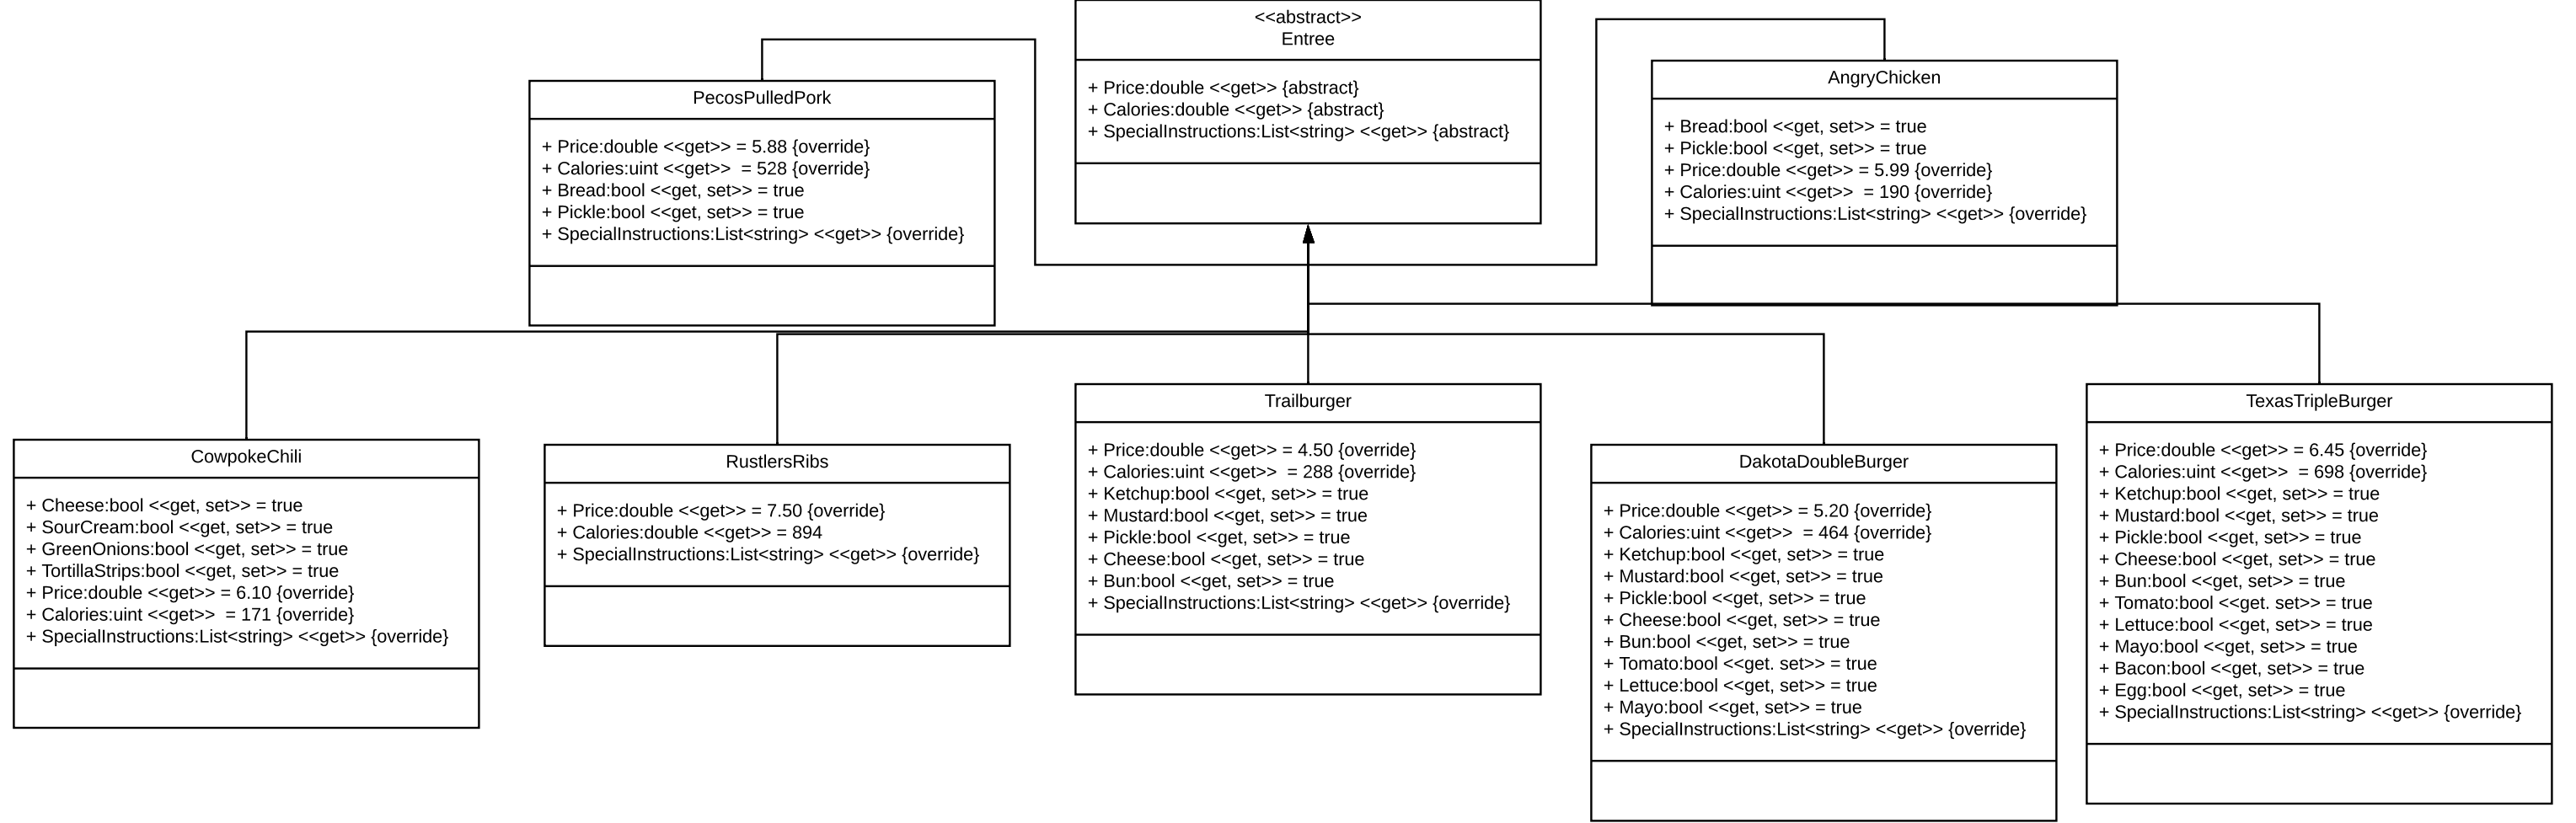 <<abstract>>
Entree
+ Price:double <<get>> {abstract}
+ Calories:double <<get>> {abstract}
+ SpecialInstructions:List<string> <<get>> {abstract}
PecosPulledPork
+ Price:double <<get>> = 5.88 {override}
+ Calories:uint <<get>>  = 528 {override}
+ Bread:bool <<get, set>> = true
+ Pickle:bool <<get, set>> = true
+ SpecialInstructions:List<string> <<get>> {override}
AngryChicken
+ Bread:bool <<get, set>> = true
+ Pickle:bool <<get, set>> = true
+ Price:double <<get>> = 5.99 {override}
+ Calories:uint <<get>>  = 190 {override}
+ SpecialInstructions:List<string> <<get>> {override}
CowpokeChili
+ Cheese:bool <<get, set>> = true
+ SourCream:bool <<get, set>> = true
+ GreenOnions:bool <<get, set>> = true
+ TortillaStrips:bool <<get, set>> = true
+ Price:double <<get>> = 6.10 {override}
+ Calories:uint <<get>>  = 171 {override}
+ SpecialInstructions:List<string> <<get>> {override}
RustlersRibs
+ Price:double <<get>> = 7.50 {override}
+ Calories:double <<get>> = 894
+ SpecialInstructions:List<string> <<get>> {override}
Trailburger
+ Price:double <<get>> = 4.50 {override}
+ Calories:uint <<get>>  = 288 {override}
+ Ketchup:bool <<get, set>> = true
+ Mustard:bool <<get, set>> = true
+ Pickle:bool <<get, set>> = true
+ Cheese:bool <<get, set>> = true
+ Bun:bool <<get, set>> = true
+ SpecialInstructions:List<string> <<get>> {override}
DakotaDoubleBurger
+ Price:double <<get>> = 5.20 {override}
+ Calories:uint <<get>>  = 464 {override}
+ Ketchup:bool <<get, set>> = true
+ Mustard:bool <<get, set>> = true
+ Pickle:bool <<get, set>> = true
+ Cheese:bool <<get, set>> = true
+ Bun:bool <<get, set>> = true
+ Tomato:bool <<get. set>> = true
+ Lettuce:bool <<get, set>> = true
+ Mayo:bool <<get, set>> = true
+ SpecialInstructions:List<string> <<get>> {override}
TexasTripleBurger
+ Price:double <<get>> = 6.45 {override}
+ Calories:uint <<get>>  = 698 {override}
+ Ketchup:bool <<get, set>> = true
+ Mustard:bool <<get, set>> = true
+ Pickle:bool <<get, set>> = true
+ Cheese:bool <<get, set>> = true
+ Bun:bool <<get, set>> = true
+ Tomato:bool <<get. set>> = true
+ Lettuce:bool <<get, set>> = true
+ Mayo:bool <<get, set>> = true
+ Bacon:bool <<get, set>> = true
+ Egg:bool <<get, set>> = true
+ SpecialInstructions:List<string> <<get>> {override}